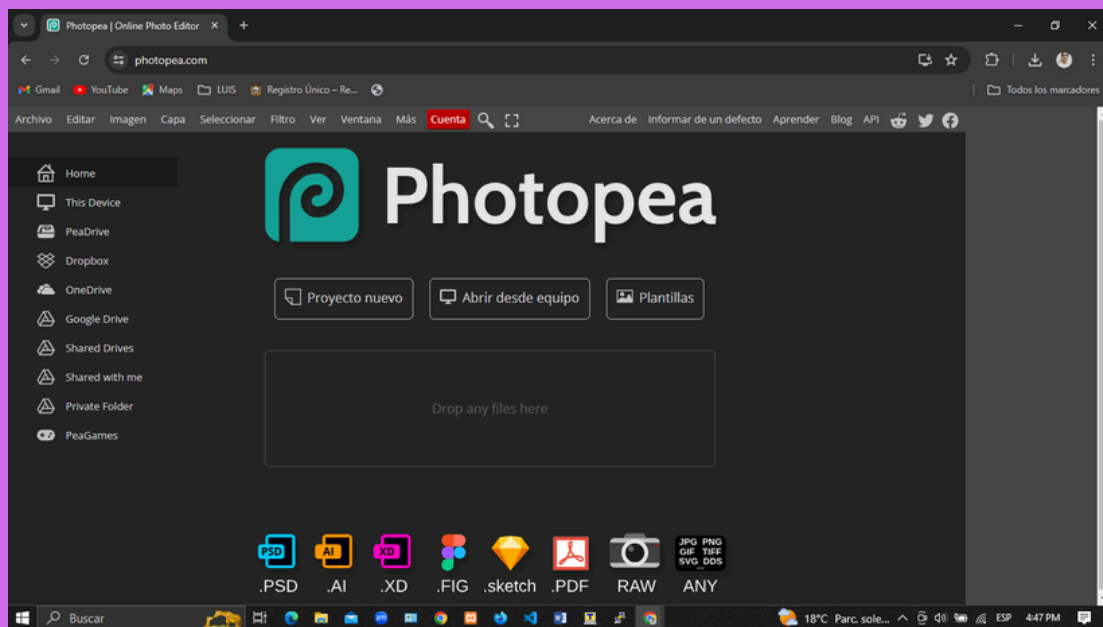 Photopea | Online Photo Editor
photopea.com
Gmail YouTube Maps LUIS Registro Único – Re... Todos los marcadores
Archivo Editar Imagen Capa Seleccionar Filtro Ver Ventana Más Cuenta Acerca de Informar de un defecto Aprender Blog API
Home
This Device
PeaDrive
Dropbox
OneDrive
Google Drive
Shared Drives
Shared with me
Private Folder
PeaGames
Photopea
Proyecto nuevo Abrir desde equipo Plantillas
Drop any files here
PSD AI XD JPG PNG
GIF TIFF
SVG DDS
.PSD .AI .XD .FIG .sketch .PDF RAW ANY
Buscar 18°C Parc. sole... ESP 4:47 PM